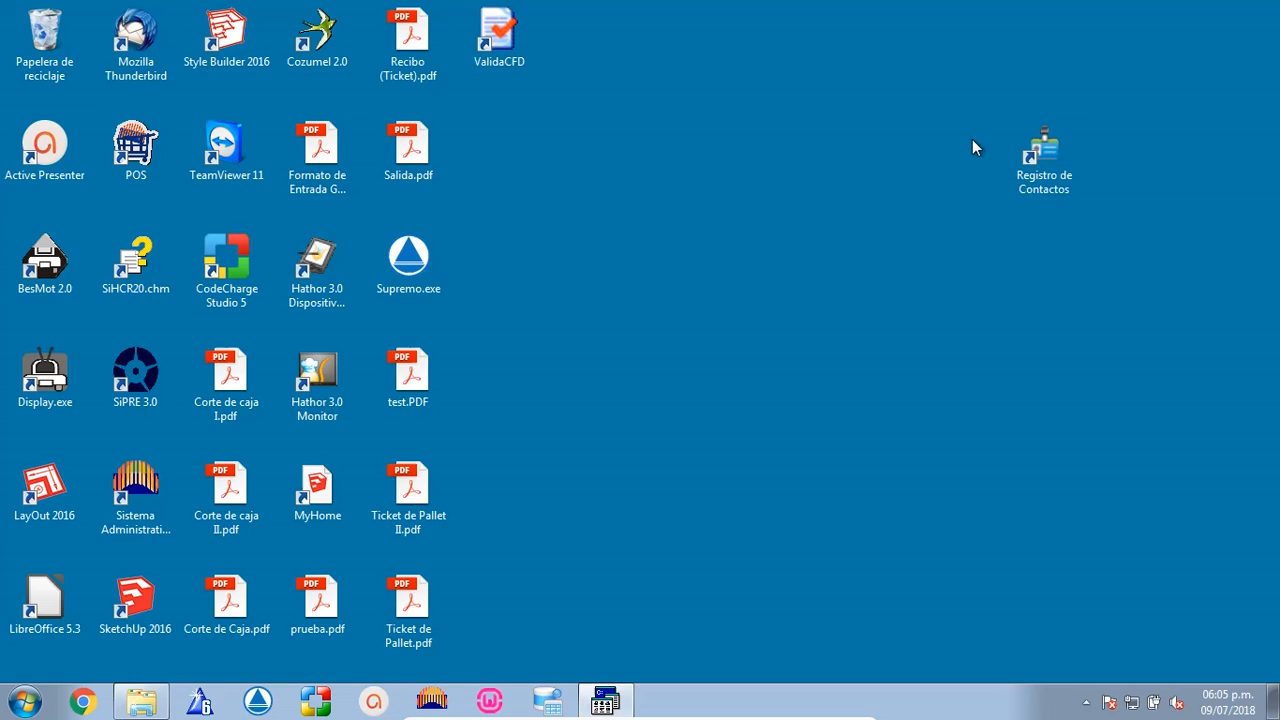 Papelera de
reciclaje
Mozilla
Thunderbird
Style Builder 2016
Cozumel 2.0
PDF
Recibo
(Ticket).pdf
ValidaCFD
Active Presenter
POS
TeamViewer 11
PDF
Formato de
Entrada G...
PDF
Salida.pdf
Registro de
Contactos
BesMot 2.0
SiHCR20.chm
CodeCharge
Studio 5
Hathor 3.0
Dispositiv...
Supremo.exe
Display.exe
SiPRE 3.0
PDF
Corte de caja
I.pdf
Hathor 3.0
Monitor
PDF
test.PDF
LayOut 2016
Sistema
Administrati...
PDF
Corte de caja
II.pdf
MyHome
PDF
Ticket de Pallet
II.pdf
LibreOffice 5.3
SketchUp 2016
PDF
Corte de Caja.pdf
PDF
prueba.pdf
PDF
Ticket de
Pallet.pdf
6
06:05 p.m.
09/07/2018